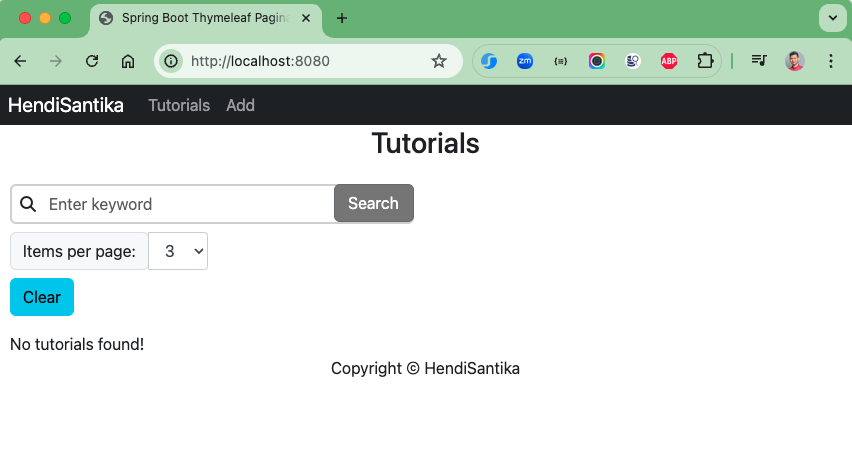 Spring Boot Thymeleaf Pagina
http://localhost:8080
zm
ABP
HendiSantika Tutorials Add
Tutorials
Enter keyword Search
Items per page: 3
Clear
No tutorials found!
Copyright © HendiSantika